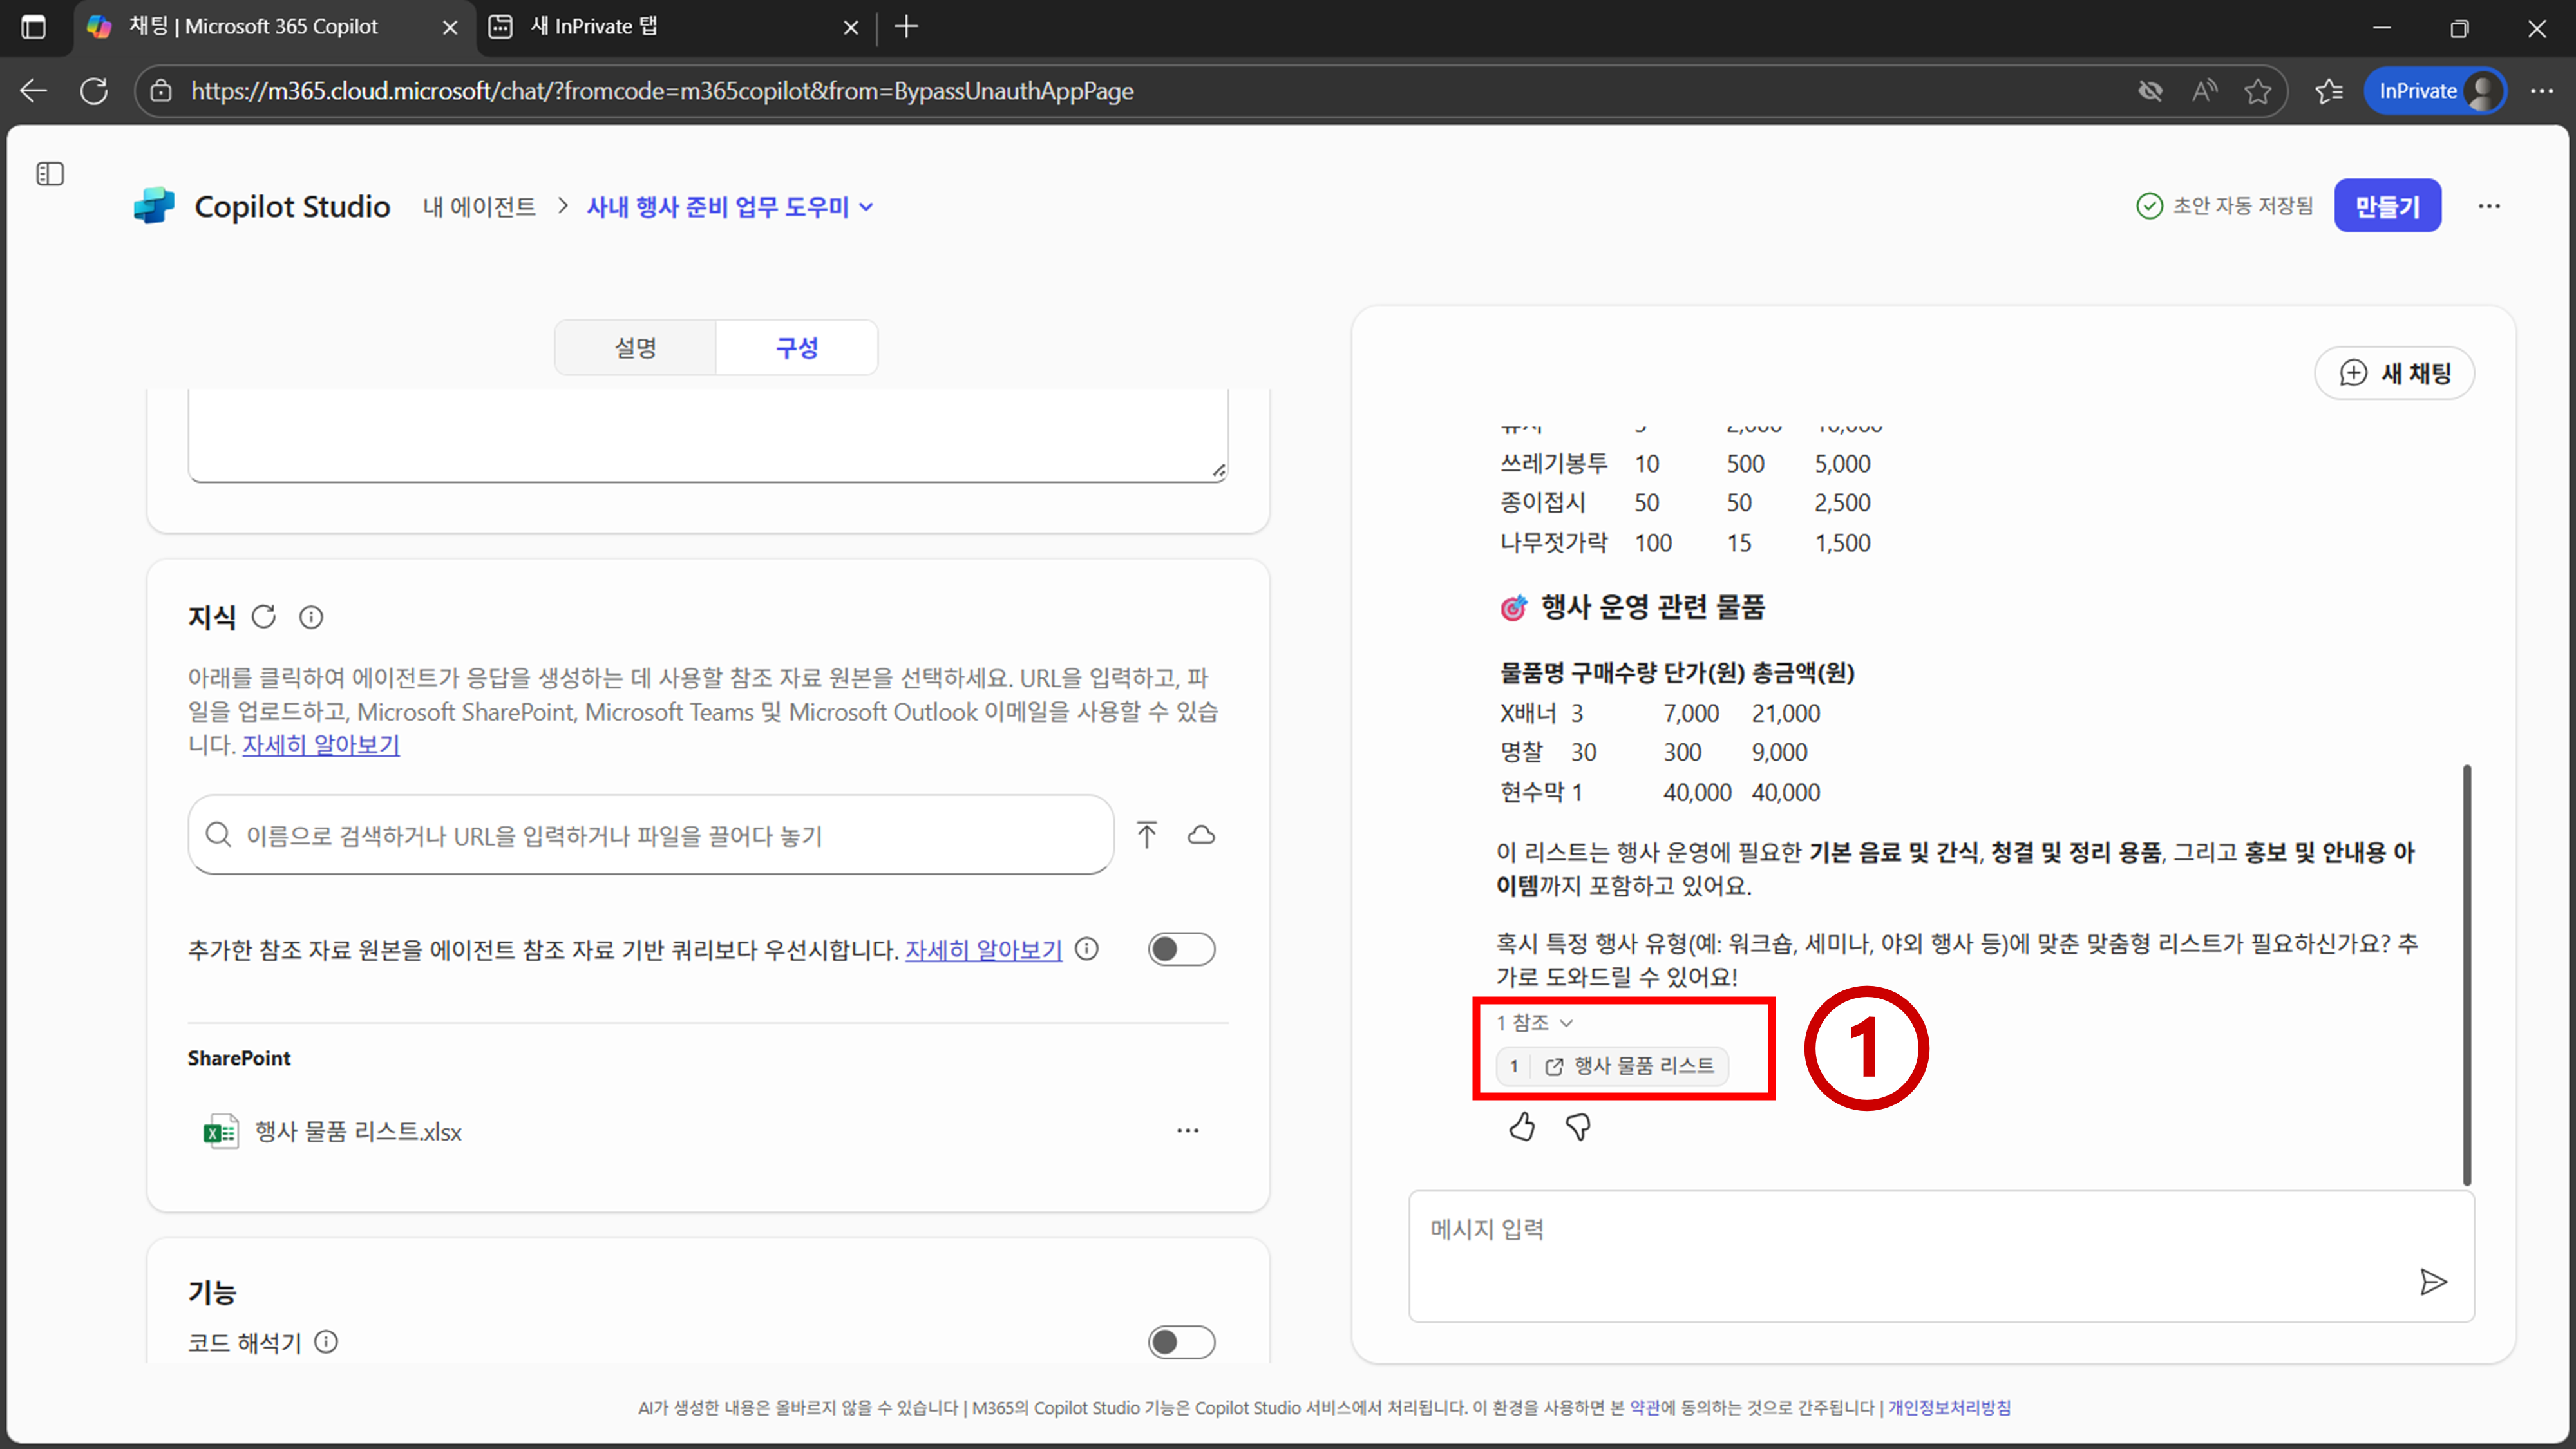 채팅 | Microsoft 365 Copilot
새 InPrivate 탭
https://m365.cloud.microsoft/chat/?fromcode=m365copilot&from=BypassUnauthAppPage
InPrivate
Copilot Studio
내 에이전트 > 사내 행사 준비 업무 도우미
초안 자동 저장됨
만들기
설명
구성
지식
아래를 클릭하여 에이전트가 응답을 생성하는 데 사용할 참조 자료 원본을 선택하세요. URL을 입력하고, 파
일을 업로드하고, Microsoft SharePoint, Microsoft Teams 및 Microsoft Outlook 이메일을 사용할 수 있습
니다. 자세히 알아보기
이름으로 검색하거나 URL을 입력하거나 파일을 끌어다 놓기
추가한 참조 자료 원본을 에이전트 참조 자료 기반 쿼리보다 우선시합니다. 자세히 알아보기
SharePoint
행사 물품 리스트.xlsx
기능
코드 해석기
새 채팅
쓰레기봉투 10 500 5,000
종이접시 50 50 2,500
나무젓가락 100 15 1,500
행사 운영 관련 물품
물품명 구매수량 단가(원) 총금액(원)
X배너 3 7,000 21,000
명찰 30 300 9,000
현수막 1 40,000 40,000
이 리스트는 행사 운영에 필요한 기본 음료 및 간식, 청결 및 정리 용품, 그리고 홍보 및 안내용 아
이템까지 포함하고 있어요.
혹시 특정 행사 유형(예: 워크숍, 세미나, 야외 행사 등)에 맞춘 맞춤형 리스트가 필요하신가요? 추
가로 도와드릴 수 있어요!
1 참조
1 행사 물품 리스트
1
메시지 입력
AI가 생성한 내용은 올바르지 않을 수 있습니다 | M365의 Copilot Studio 기능은 Copilot Studio 서비스에서 처리됩니다. 이 환경을 사용하면 본 약관에 동의하는 것으로 간주됩니다 | 개인정보처리방침